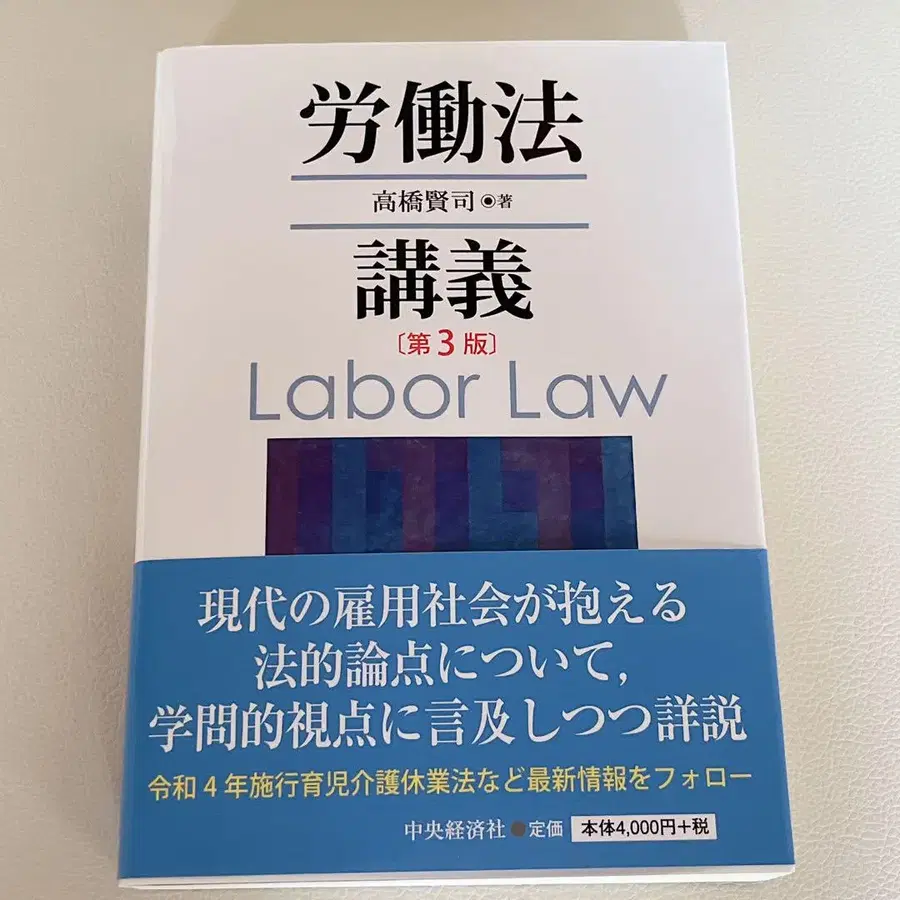 労働法
高橋賢司◉著
講義
〔第3版〕
Labor Law
現代の雇用社会が抱える
法的論点について，
学問的視点に言及しつつ詳説
令和4年施行育児介護休業法など最新情報をフォロー
中央経済社●定価 本体4,000円+税